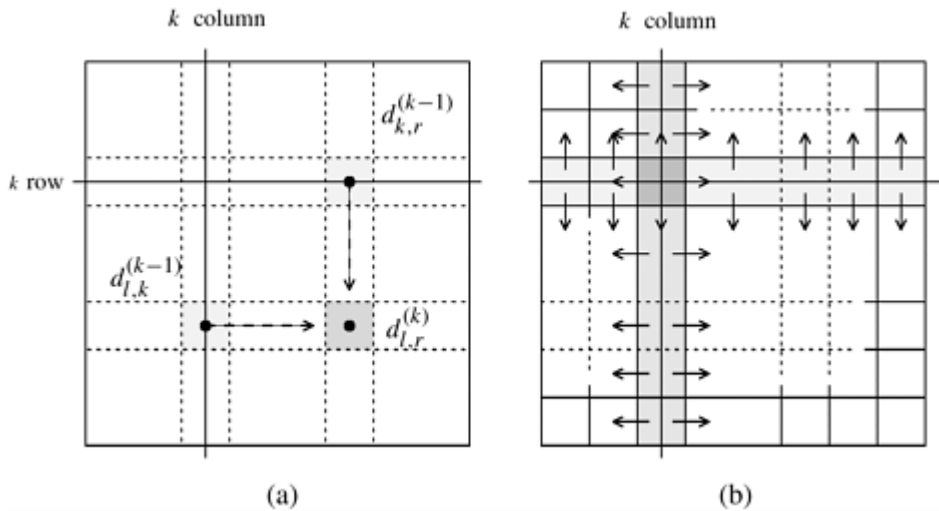 k column
k column
d_{k,r}^{(k-1)}
k row
d_{l,k}^{(k-1)}
d_{l,r}^{(k)}
(a)
(b)